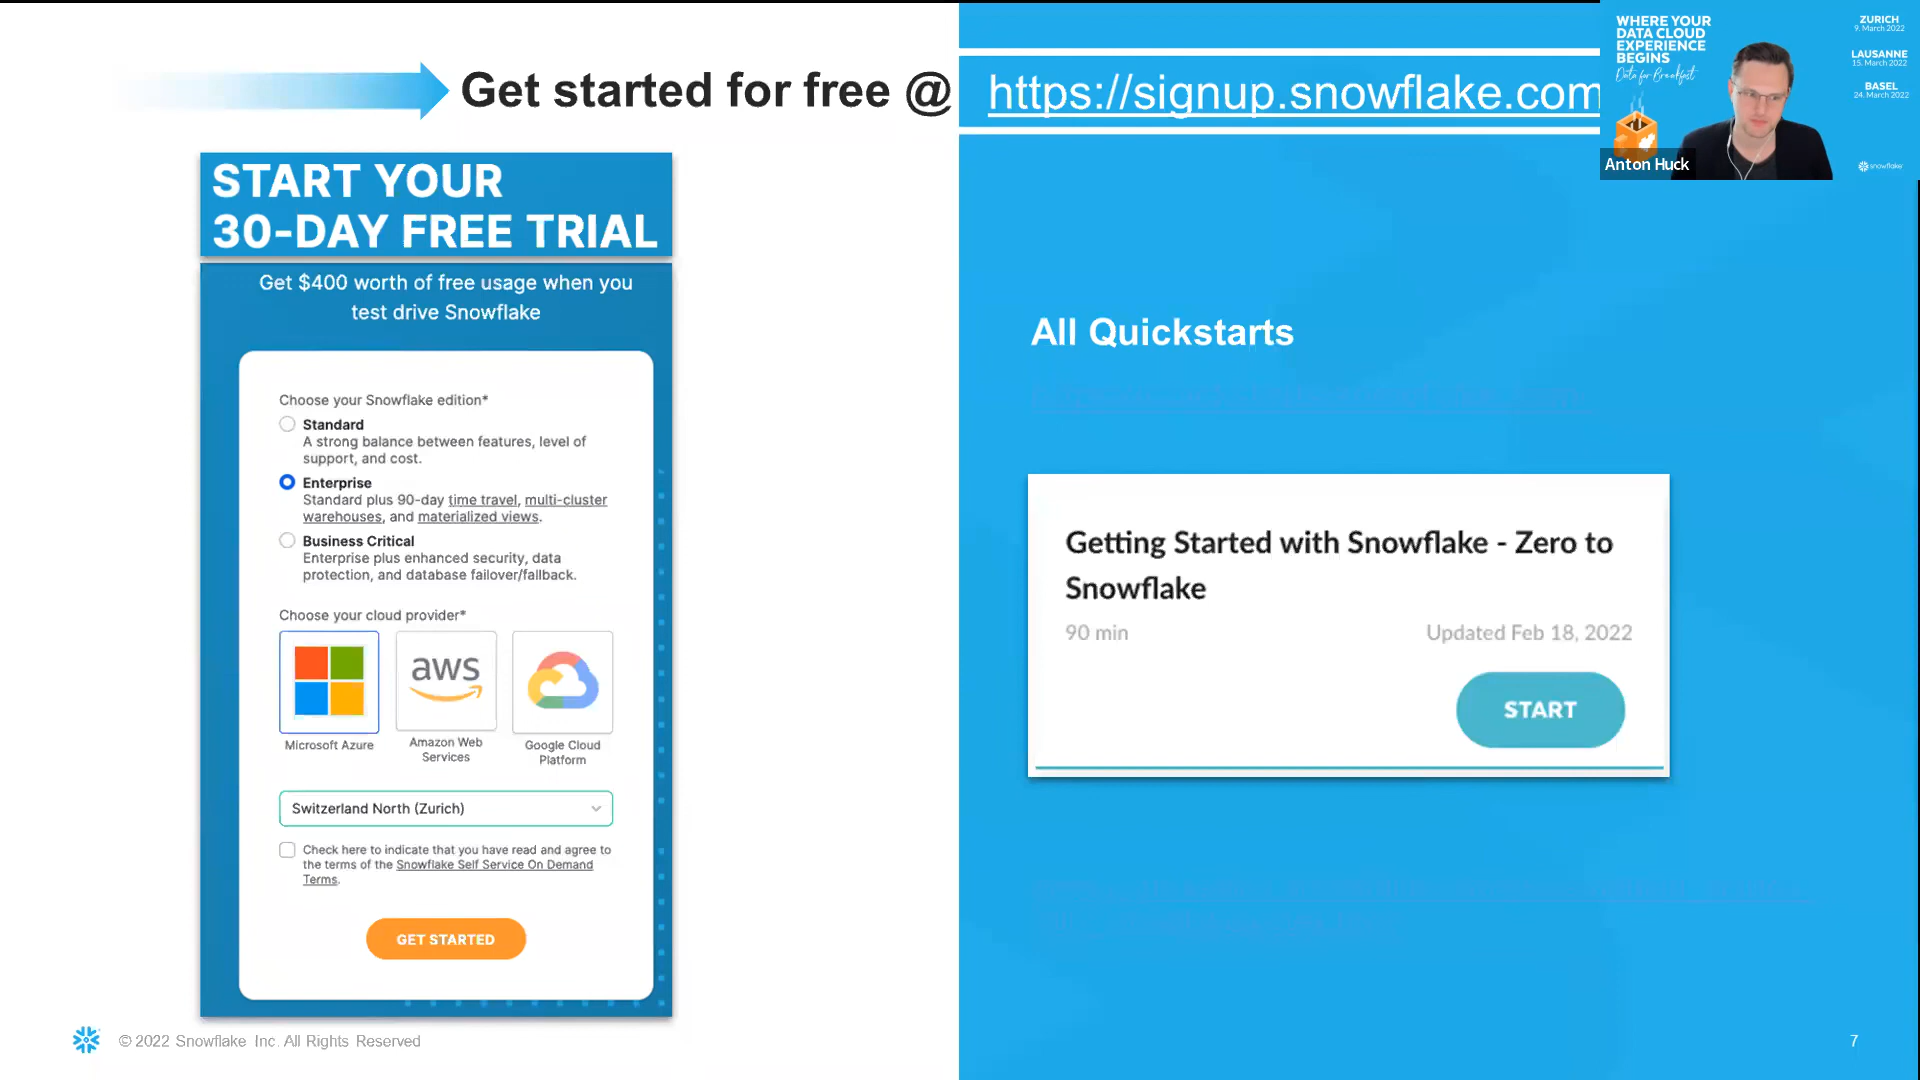 Get started for free @
https://signup.snowflake.com
START YOUR
30-DAY FREE TRIAL
Get $400 worth of free usage when you
test drive Snowflake
Choose your Snowflake edition*
Standard
A strong balance between features, level of
support, and cost.
Enterprise
Standard plus 90-day time travel, multi-cluster
warehouses, and materialized views.
Business Critical
Enterprise plus enhanced security, data
protection, and database failover/fallback.
Choose your cloud provider*
aws
Microsoft Azure
Amazon Web
Services
Google Cloud
Platform
Switzerland North (Zurich)
Check here to indicate that you have read and agree to
the terms of the Snowflake Self Service On Demand
Terms.
GET STARTED
© 2022 Snowflake Inc. All Rights Reserved
All Quickstarts
Getting Started with Snowflake - Zero to
Snowflake
90 min
Updated Feb 18, 2022
START
7
WHERE YOUR
DATA CLOUD
EXPERIENCE
BEGINS
Data for Breakfast
ZURICH
9. March 2022
LAUSANNE
15. March 2022
BASEL
24. March 2022
snowflake
Anton Huck